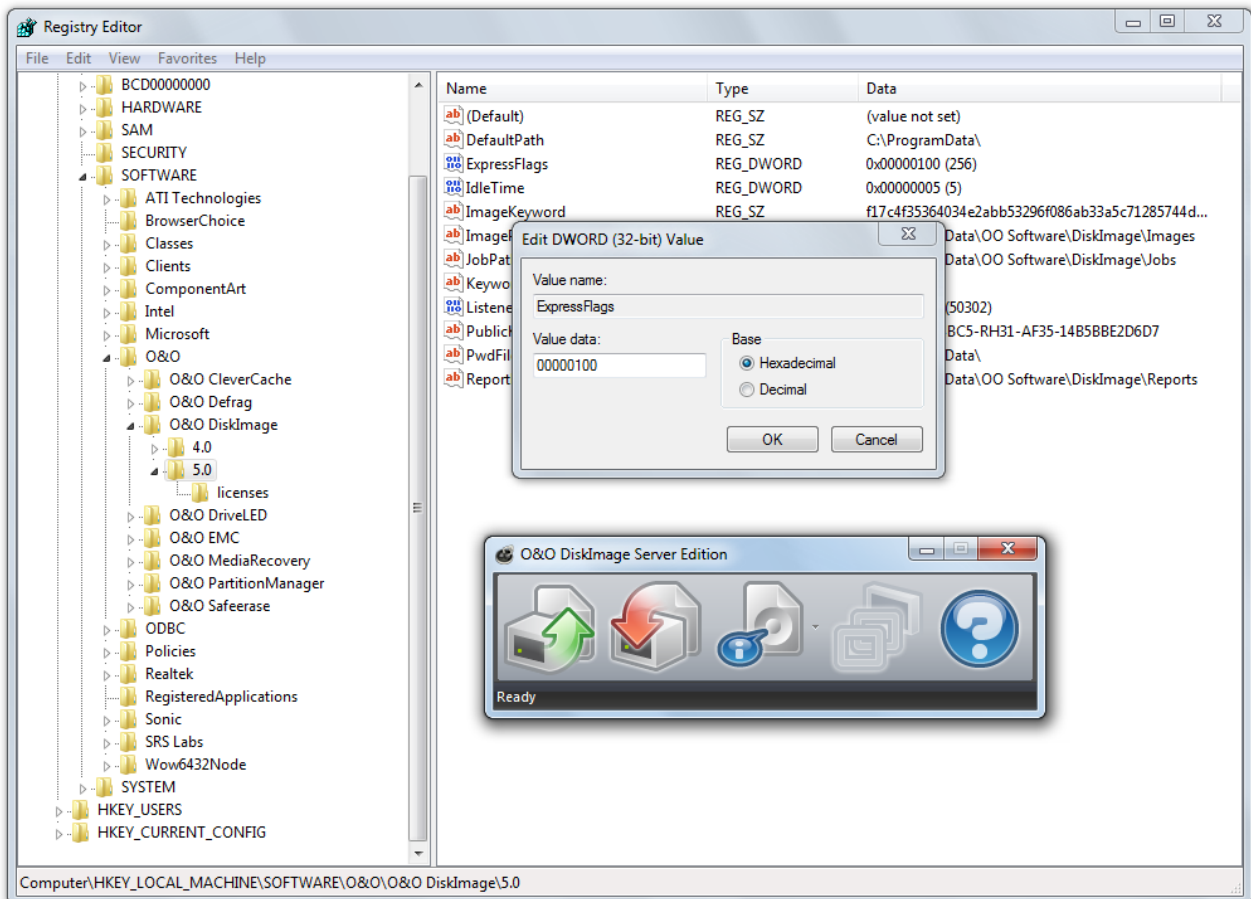 Registry Editor
File Edit View Favorites Help
BCD00000000
HARDWARE
SAM
SECURITY
SOFTWARE
ATI Technologies
BrowserChoice
Classes
Clients
ComponentArt
Intel
Microsoft
O&O
O&O CleverCache
O&O Defrag
O&O DiskImage
4.0
5.0
licenses
O&O DriveLED
O&O EMC
O&O MediaRecovery
O&O PartitionManager
O&O Safeerase
ODBC
Policies
Realtek
RegisteredApplications
Sonic
SRS Labs
Wow6432Node
SYSTEM
HKEY_USERS
HKEY_CURRENT_CONFIG
Name Type Data
(Default) REG_SZ (value not set)
DefaultPath REG_SZ C:\ProgramData\
ExpressFlags REG_DWORD 0x00000100 (256)
IdleTime REG_DWORD 0x00000005 (5)
ImageKeyword REG_SZ f17c4f35364034e2abb53296f086ab33a5c71285744d...
Data\OO Software\DiskImage\Images
JobPat Data\OO Software\DiskImage\Jobs
Keywo
Listene (50302)
Public BC5-RH31-AF35-14B5BBE2D6D7
PwdFil Data\
Report Data\OO Software\DiskImage\Reports
Edit DWORD (32-bit) Value
Value name:
ExpressFlags
Value data:
00000100
Base
Hexadecimal
Decimal
OK Cancel
O&O DiskImage Server Edition
Ready
Computer\HKEY_LOCAL_MACHINE\SOFTWARE\O&O\O&O DiskImage\5.0